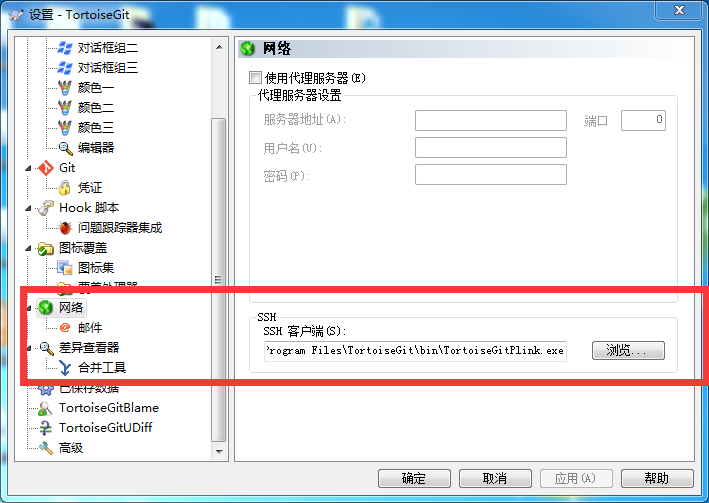 设置 - TortoiseGit
对话框组二
对话框组三
颜色一
颜色二
颜色三
编辑器
Git
凭证
Hook 脚本
问题跟踪器集成
图标覆盖
图标集
网络
邮件
差异查看器
合并工具
已保存数据
TortoiseGitBlame
TortoiseGitUDiff
高级
网络
使用代理服务器(E)
代理服务器设置
服务器地址(A):
端口
0
用户名(U):
密码(P):
SSH
SSH 客户端(S):
rogram Files\TortoiseGit\bin\TortoiseGitPlink.exe
浏览...
确定
取消
应用(A)
帮助